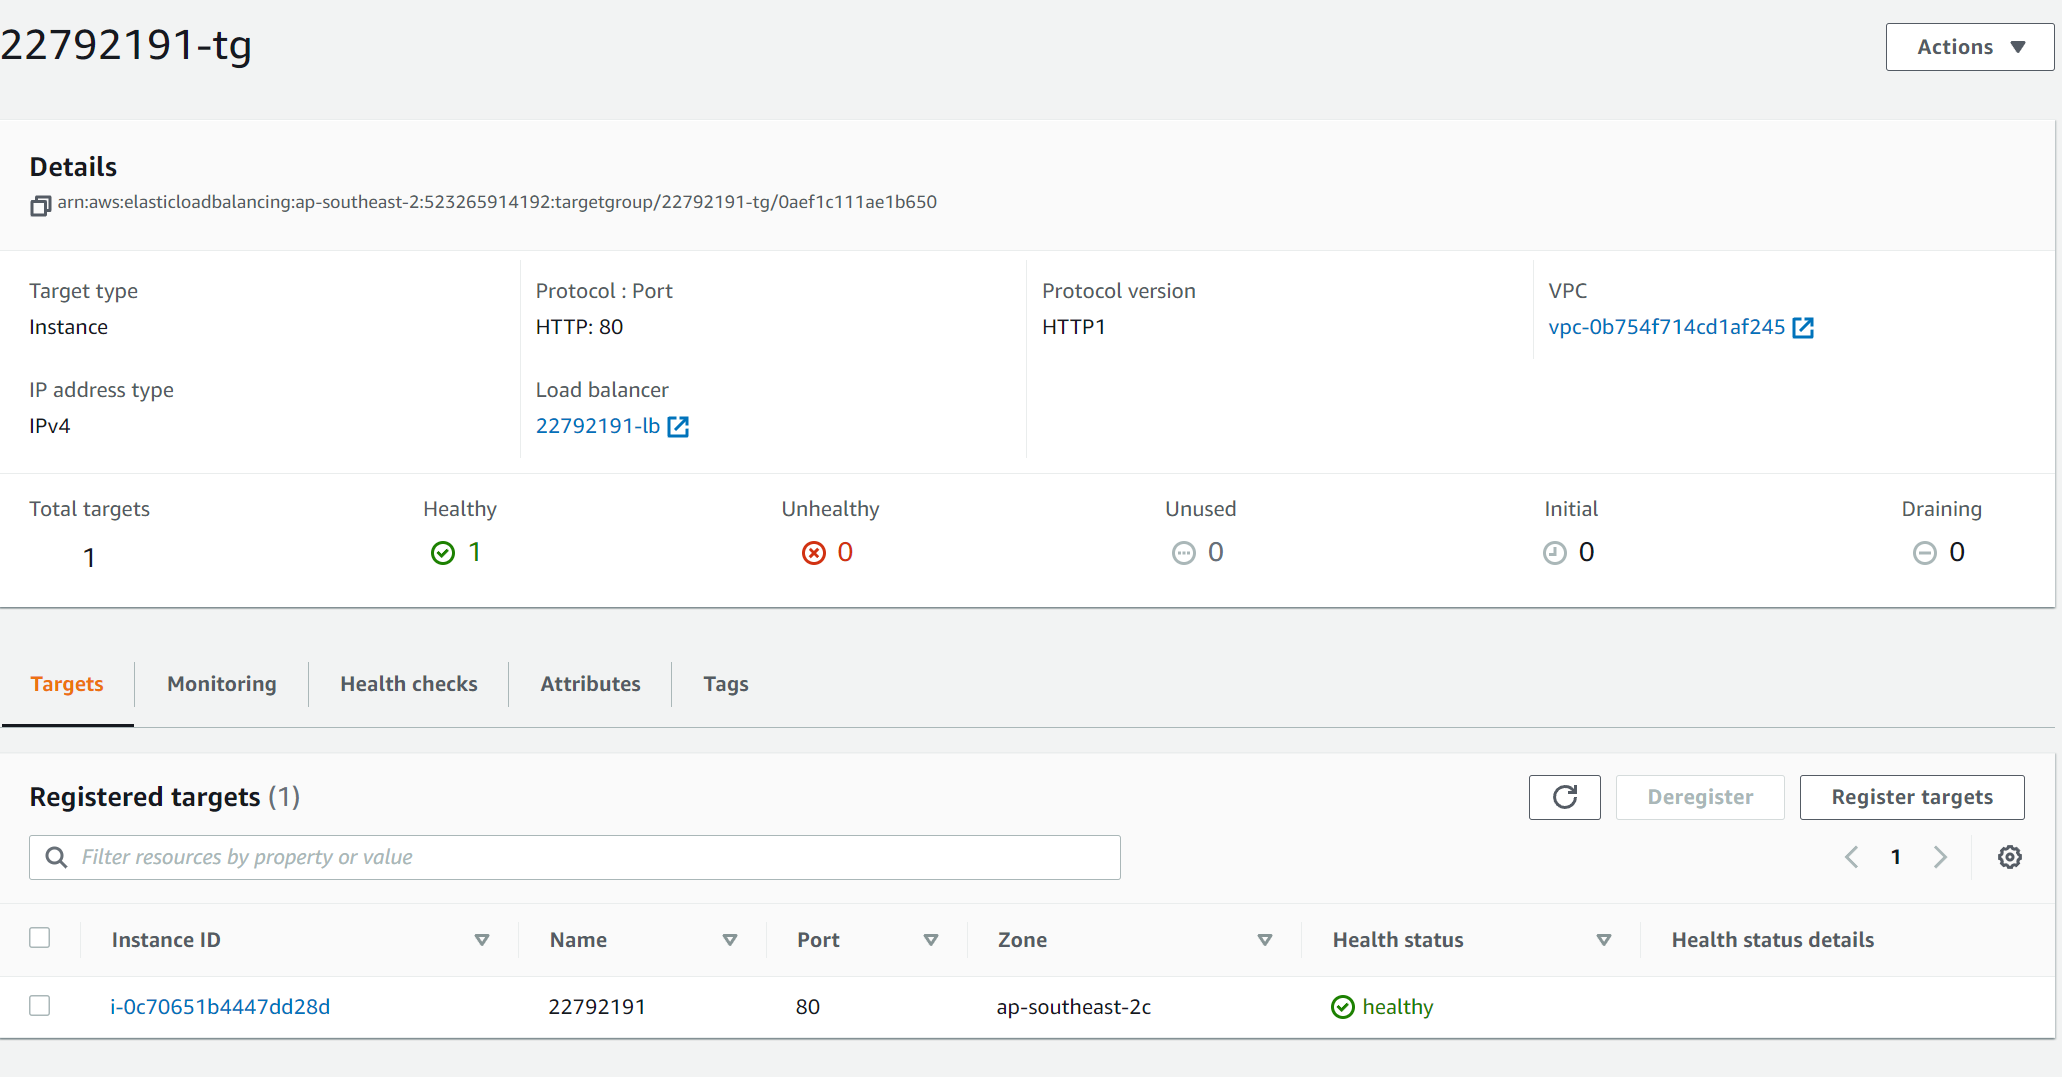 22792191-tg
Actions
Details
arn:aws:elasticloadbalancing:ap-southeast-2:523265914192:targetgroup/22792191-tg/0aef1c111ae1b650
Target type
Protocol : Port
Protocol version
VPC
Instance
HTTP: 80
HTTP1
vpc-0b754f714cd1af245
IP address type
Load balancer
IPv4
22792191-lb
Total targets
Healthy
Unhealthy
Unused
Initial
Draining
1
1
0
0
0
0
Targets
Monitoring
Health checks
Attributes
Tags
Registered targets (1)
Deregister
Register targets
Filter resources by property or value
1
Instance ID
Name
Port
Zone
Health status
Health status details
i-0c70651b4447dd28d
22792191
80
ap-southeast-2c
healthy